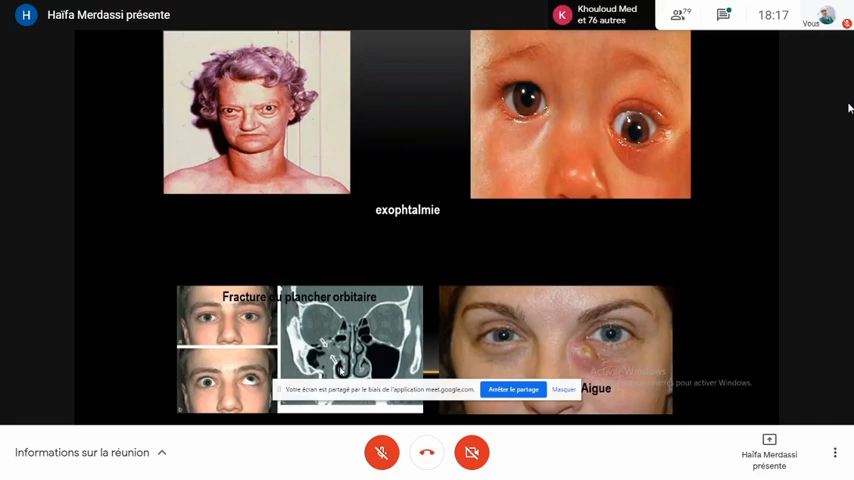 H Haïfa Merdassi présente
K Khouloud Med
et 76 autres
79
18:17
Vous
exophtalmie
Fracture du plancher orbitaire
Activer Windows
pour activer Windows.
Votre écran est partagé par le biais de l'application meet.google.com.
Arrêter le partage
Masquer
Aigue
Informations sur la réunion
Haïfa Merdassi
présente